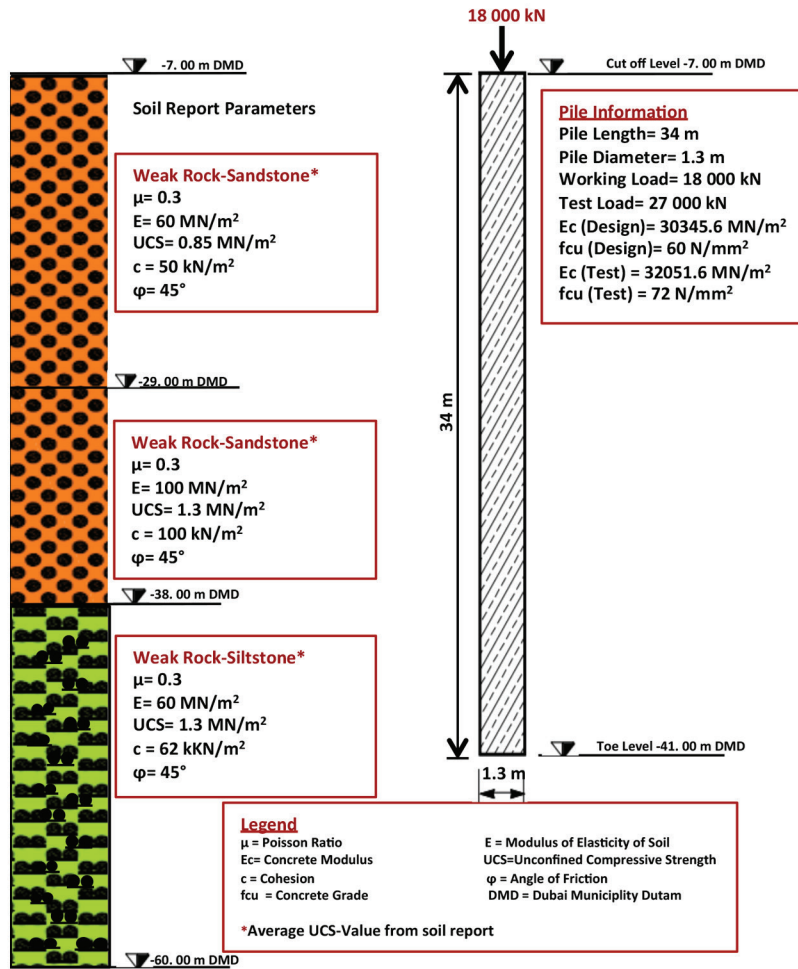 18 000 kN
-7. 00 m DMD
Cut off Level -7. 00 m DMD
Soil Report Parameters
Weak Rock-Sandstone*
μ= 0.3
E= 60 MN/m²
UCS= 0.85 MN/m²
c = 50 kN/m²
φ= 45°
Pile Information
Pile Length= 34 m
Pile Diameter= 1.3 m
Working Load= 18 000 kN
Test Load= 27 000 kN
Ec (Design)= 30345.6 MN/m²
fcu (Design)= 60 N/mm²
Ec (Test) = 32051.6 MN/m²
fcu (Test)= 72 N/mm²
-29. 00 m DMD
34 m
Weak Rock-Sandstone*
μ= 0.3
E= 100 MN/m²
UCS= 1.3 MN/m²
c = 100 kN/m²
φ= 45°
-38. 00 m DMD
Weak Rock-Siltstone*
μ= 0.3
E= 60 MN/m²
UCS= 1.3 MN/m²
c = 62 kKN/m²
φ= 45°
Toe Level -41. 00 m DMD
1.3 m
Legend
μ = Poisson Ratio
Ec= Concrete Modulus
c = Cohesion
fcu = Concrete Grade
E = Modulus of Elasticity of Soil
UCS=Unconfined Compressive Strength
φ = Angle of Friction
DMD = Dubai Municiplity Dutam
*Average UCS-Value from soil report
-60. 00 m DMD